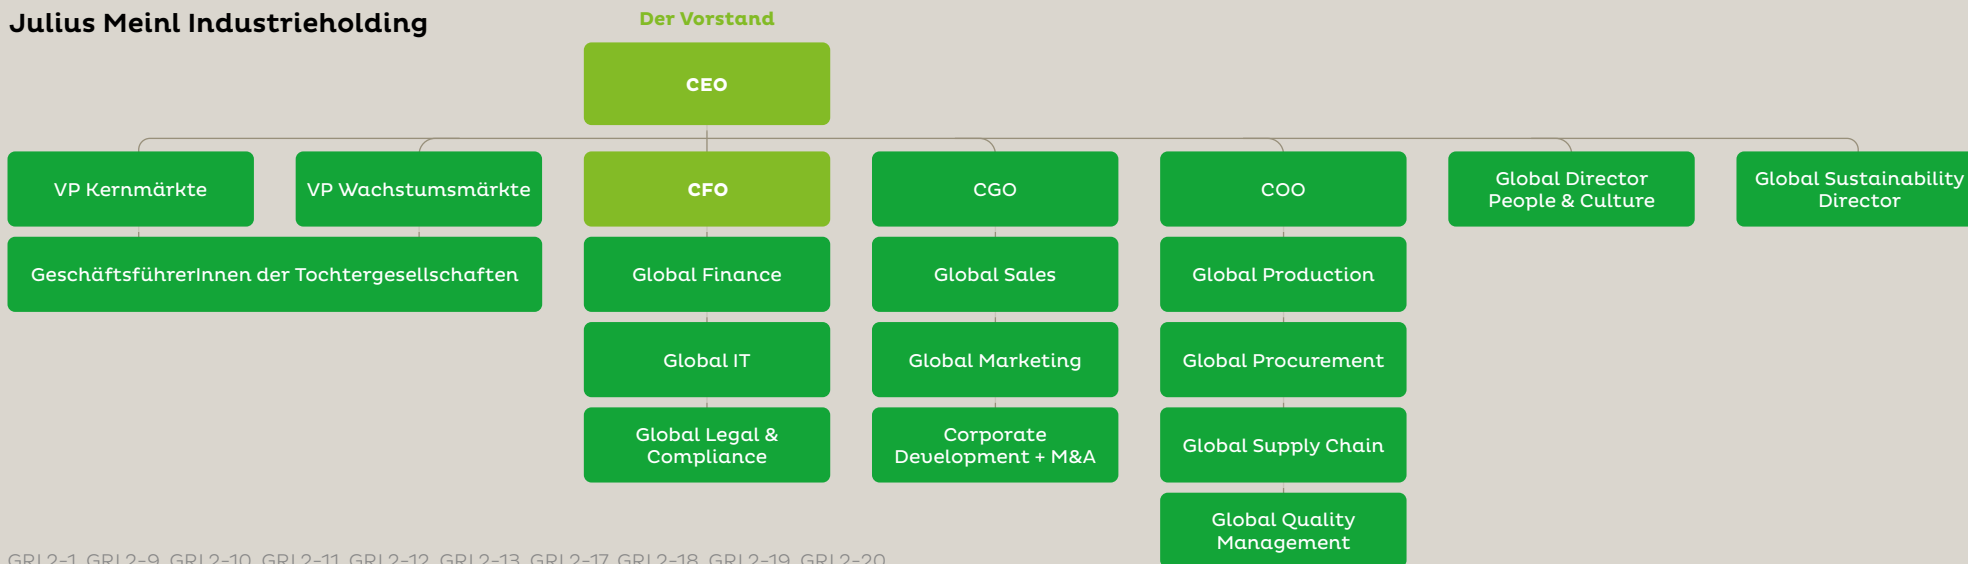 Julius Meinl Industrieholding
Der Vorstand
CEO
VP Kernmärkte
VP Wachstumsmärkte
CFO
CGO
COO
Global Director
People & Culture
Global Sustainability
Director
GeschäftsführerInnen der Tochtergesellschaften
Global Finance
Global Sales
Global Production
Global IT
Global Marketing
Global Procurement
Global Legal &
Compliance
Corporate
Development + M&A
Global Supply Chain
Global Quality
Management
GRI 2-1, GRI 2-9, GRI 2-10, GRI 2-11, GRI 2-12, GRI 2-13, GRI 2-17, GRI 2-18, GRI 2-19, GRI 2-20